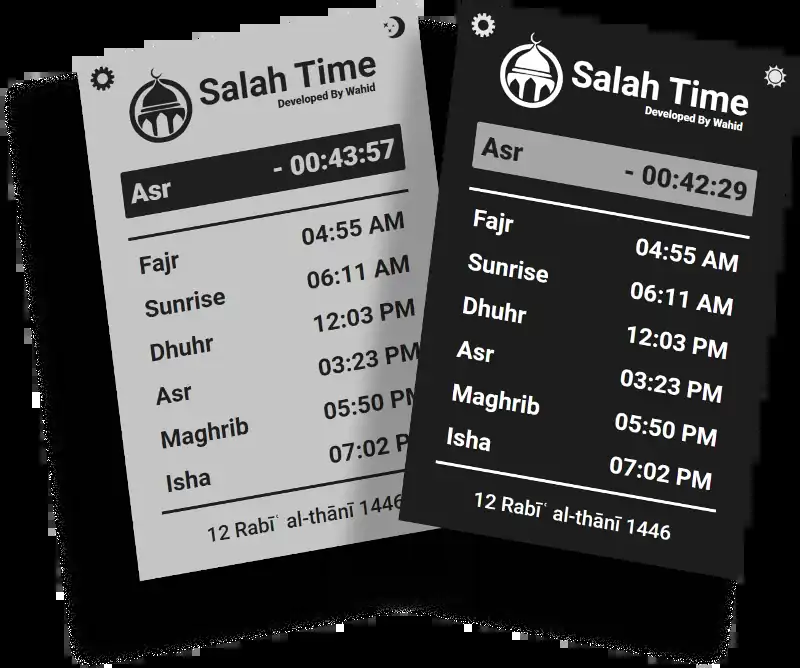 Salah Time
Developed By Wahid
Asr - 00:43:57
Fajr 04:55 AM
Sunrise 06:11 AM
Dhuhr 12:03 PM
Asr 03:23 PM
Maghrib 05:50 PM
Isha 07:02 P
12 Rabīʿ al-thānī 1446
Salah Time
Developed By Wahid
Asr - 00:42:29
Fajr 04:55 AM
Sunrise 06:11 AM
Dhuhr 12:03 PM
Asr 03:23 PM
Maghrib 05:50 PM
Isha 07:02 PM
12 Rabīʿ al-thānī 1446